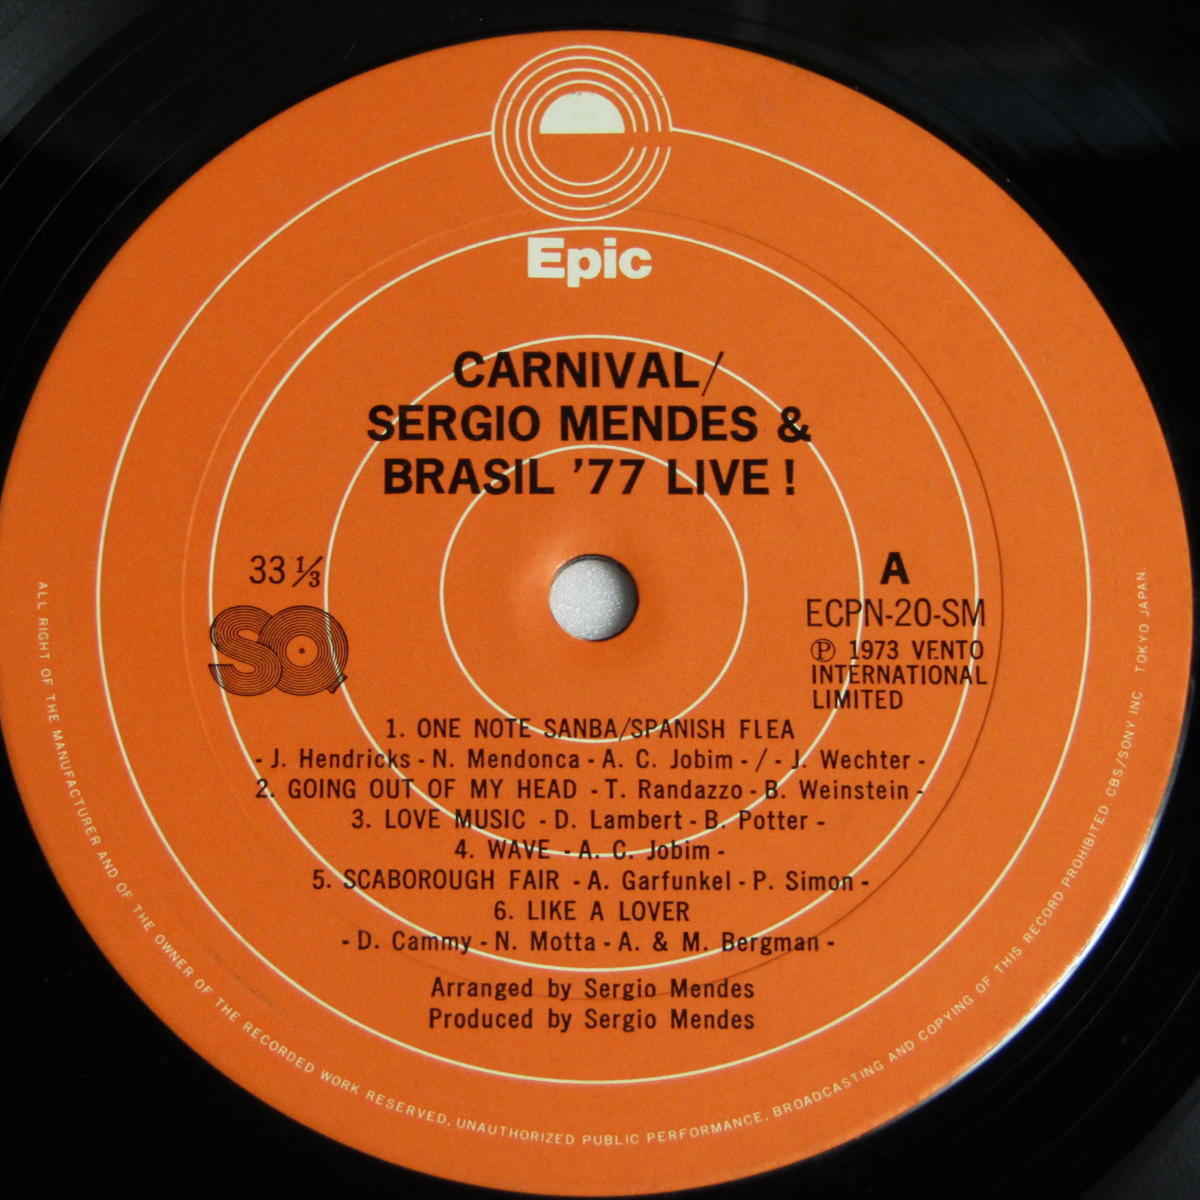 Epic
CARNIVAL/
SERGIO MENDES &
BRASIL '77 LIVE !
33 ⅓
SQ
A
ECPN-20-SM
Ⓟ 1973 VENTO
INTERNATIONAL
LIMITED
1. ONE NOTE SANBA/SPANISH FLEA
- J. Hendricks - N. Mendonca - A. C. Jobim - / - J. Wechter -
2. GOING OUT OF MY HEAD - T. Randazzo - B. Weinstein -
3. LOVE MUSIC - D. Lambert - B. Potter -
4. WAVE - A. C. Jobim -
5. SCABOROUGH FAIR - A. Garfunkel - P. Simon -
6. LIKE A LOVER
- D. Cammy - N. Motta - A. & M. Bergman -
Arranged by Sergio Mendes
Produced by Sergio Mendes
ALL RIGHT OF THE MANUFACTURER AND OF THE OWNER OF THE RECORDED WORK RESERVED. UNAUTHORIZED PUBLIC PERFORMANCE. BROADCASTING AND COPYING OF THIS RECORD PROHIBITED. CBS/SONY INC TOKYO JAPAN.